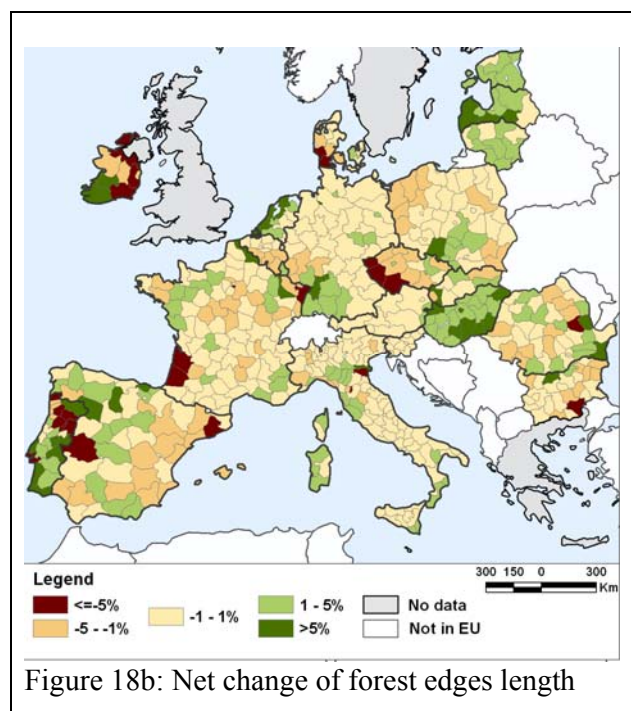 Legend
<=-5%
-5 - -1%
-1 - 1%
1 - 5%
>5%
No data
Not in EU
300 150 0 300
Km
Figure 18b: Net change of forest edges length